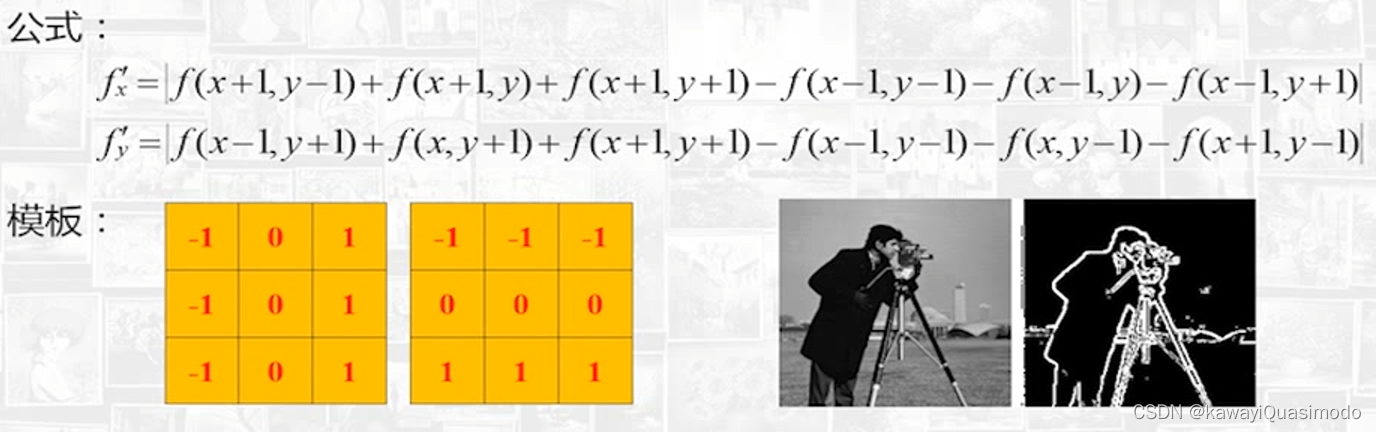 公式：
f′x=|f(x+1,y−1)+f(x+1,y)+f(x+1,y+1)−f(x−1,y−1)−f(x−1,y)−f(x−1,y+1)|
f′y=|f(x−1,y+1)+f(x,y+1)+f(x+1,y+1)−f(x−1,y−1)−f(x,y−1)−f(x+1,y−1)|
模板：
-1 0 1 -1 -1 -1
-1 0 1 0 0 0
-1 0 1 1 1 1
CSDN @kawayiQuasimodo